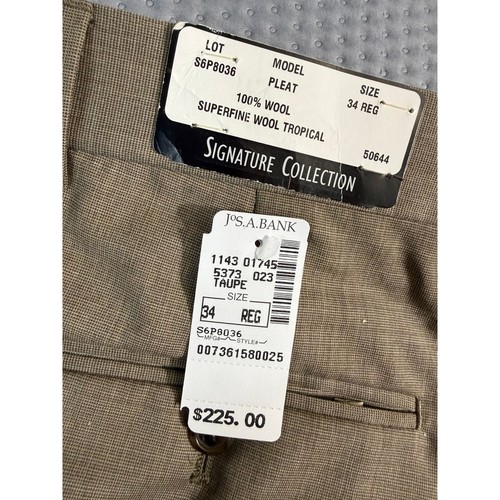 LOT MODEL SIZE
S6P8036 PLEAT 34 REG
100% WOOL
SUPERFINE WOOL TROPICAL
50644
SIGNATURE COLLECTION
JOS.A.BANK
1143 01745
5373 023
TAUPE
SIZE
34 REG
S6P8036
MFG# STYLE#
007361580025
$225.00